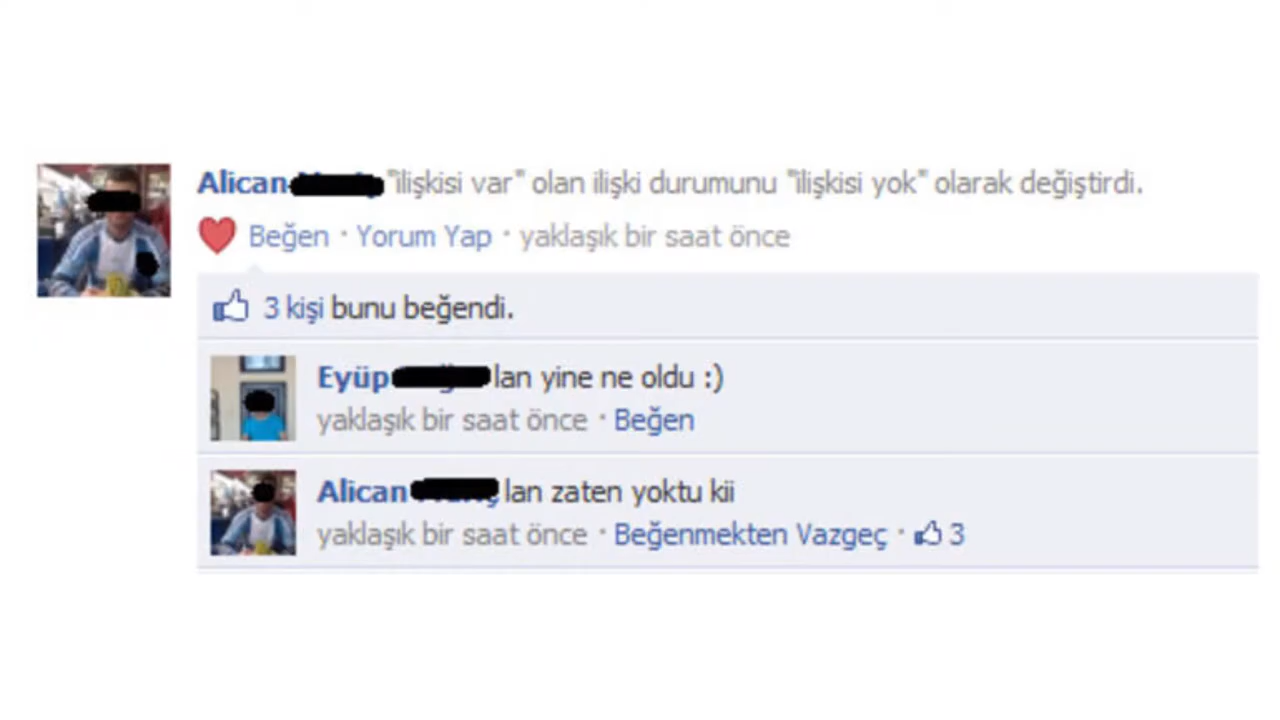 Alican "ilişkisi var" olan ilişki durumunu "ilişkisi yok" olarak değiştirdi.
Beğen · Yorum Yap · yaklaşık bir saat önce
3 kişi bunu beğendi.
Eyüp lan yine ne oldu :)
yaklaşık bir saat önce · Beğen
Alican lan zaten yoktu kii
yaklaşık bir saat önce · Beğenmekten Vazgeç · 3